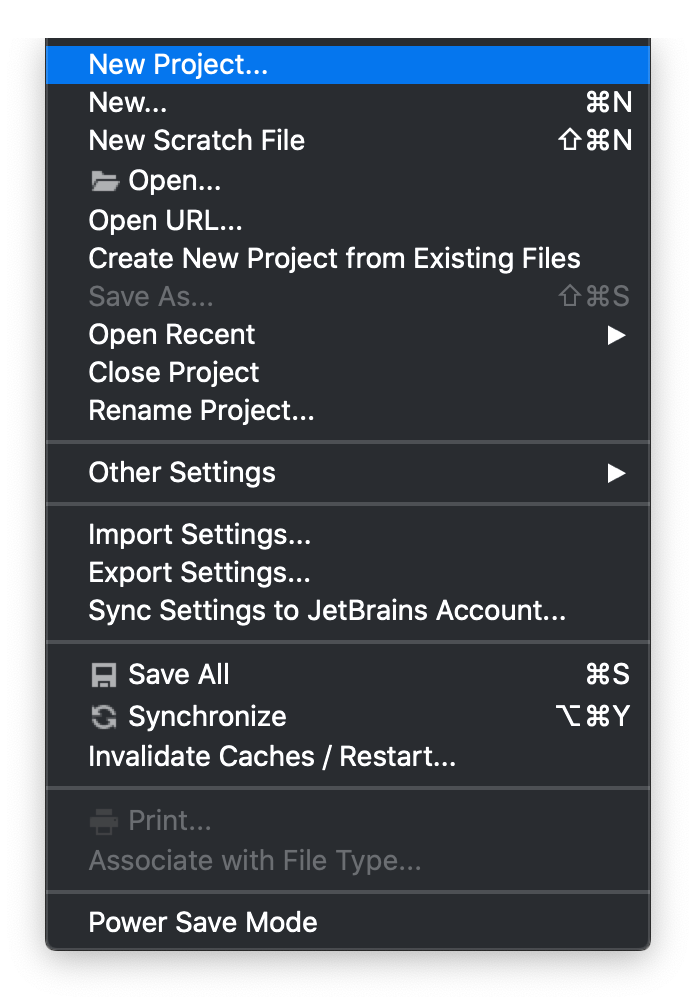 New Project...
New... ⌘N
New Scratch File ⇧⌘N
Open...
Open URL...
Create New Project from Existing Files
Save As... ⇧⌘S
Open Recent ▶
Close Project
Rename Project...
Other Settings ▶
Import Settings...
Export Settings...
Sync Settings to JetBrains Account...
Save All ⌘S
Synchronize ⌥⌘Y
Invalidate Caches / Restart...
Print...
Associate with File Type...
Power Save Mode